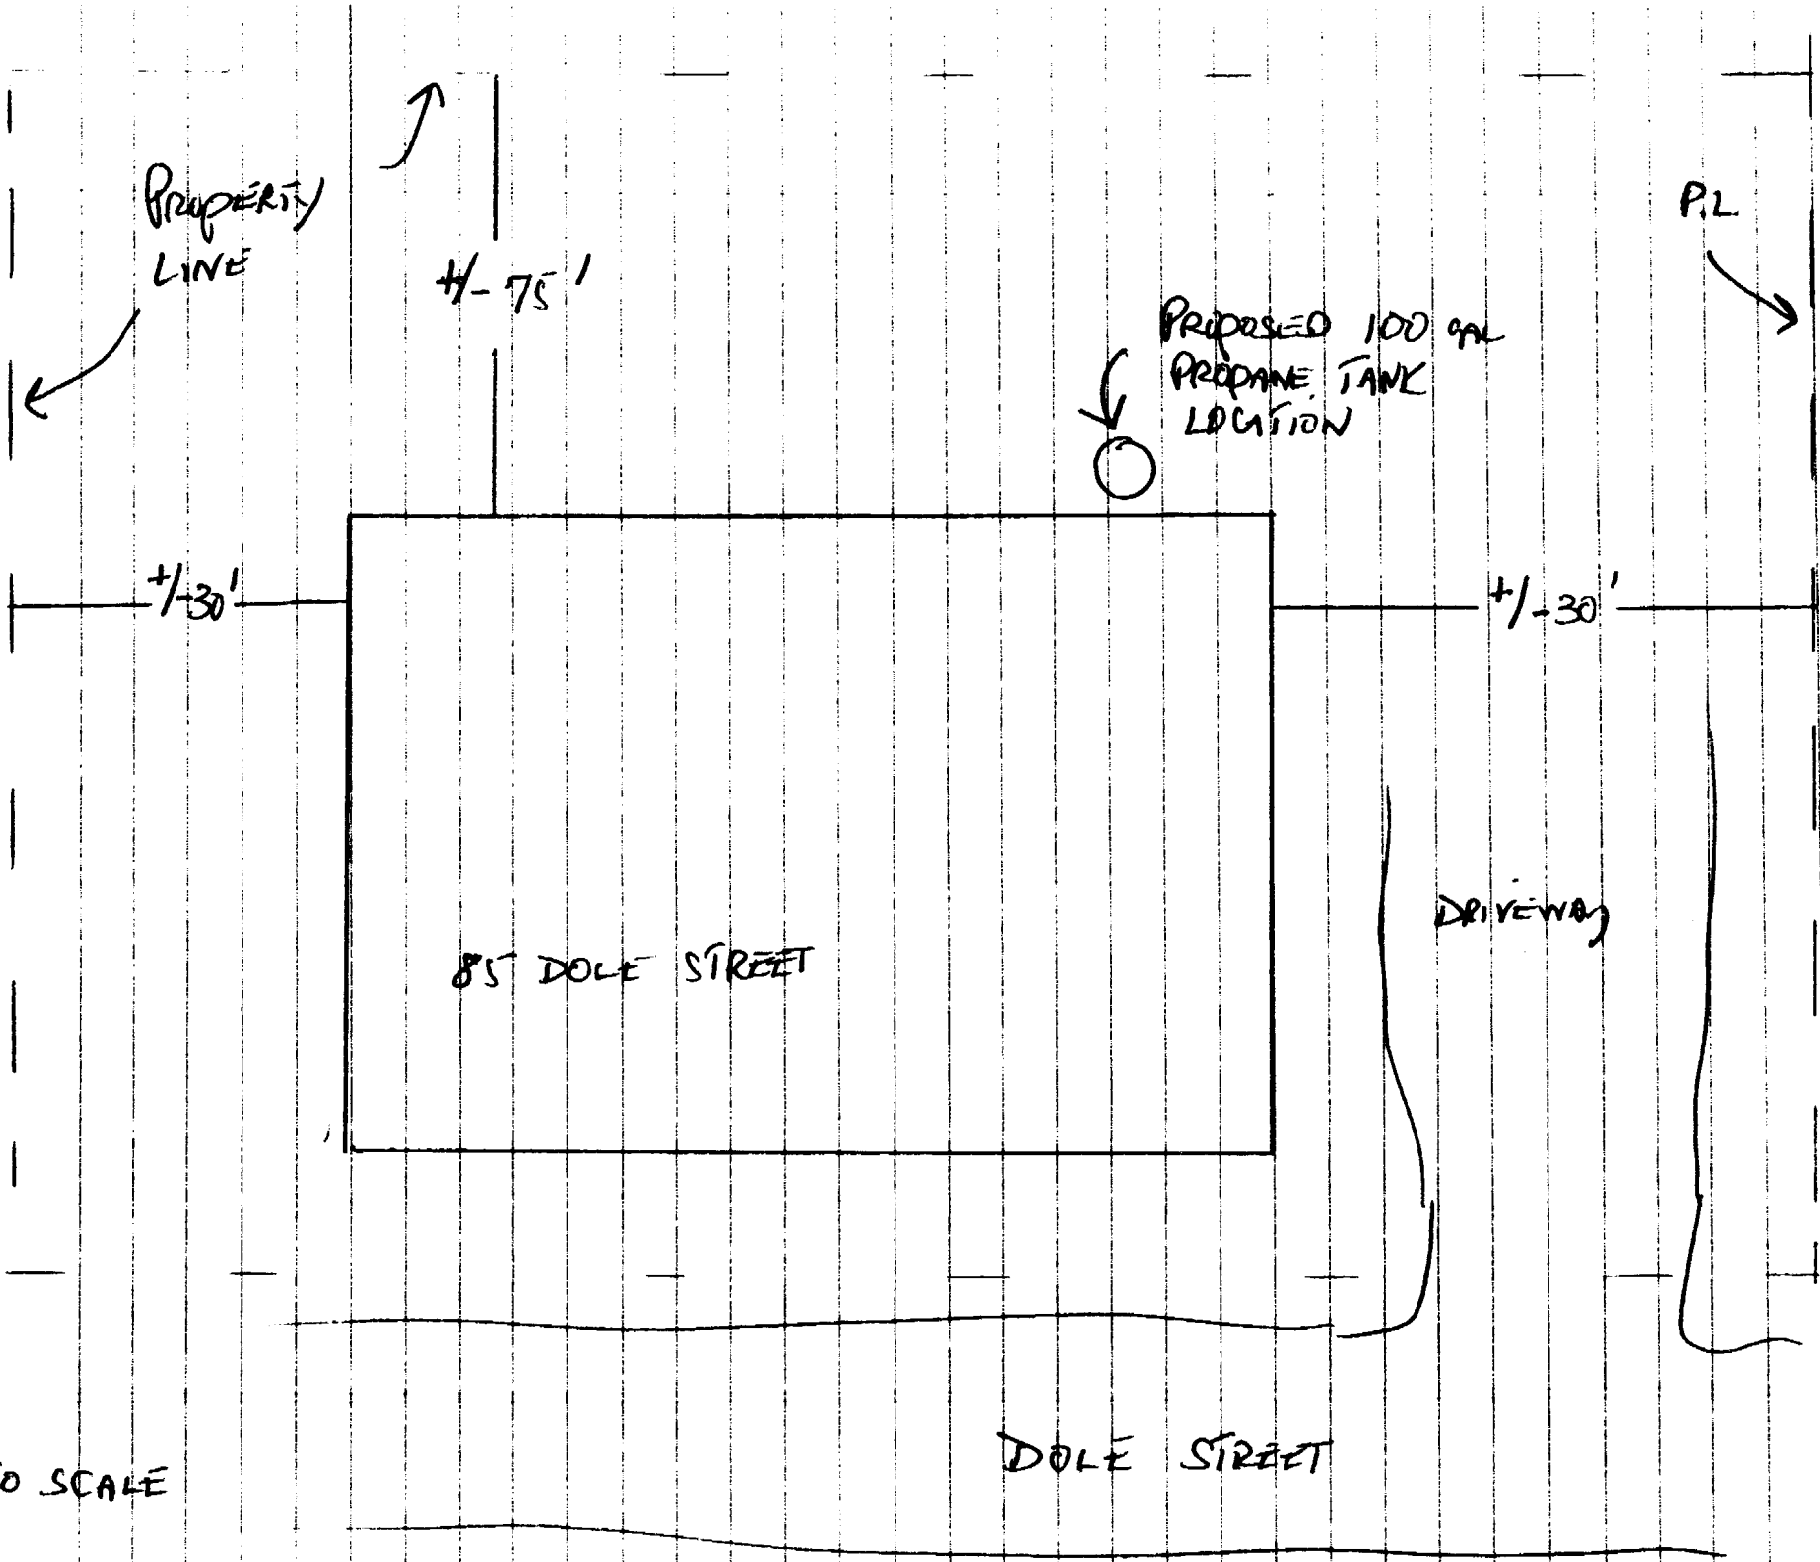 PROPERTY
LINE
+/- 75'
P.L
PROPOSED 100 GAL
PROPANE TANK
LOCATION
+/-30'
+/-30'
DRIVEWAY
85 DOLE STREET
DOLE STREET
O SCALE